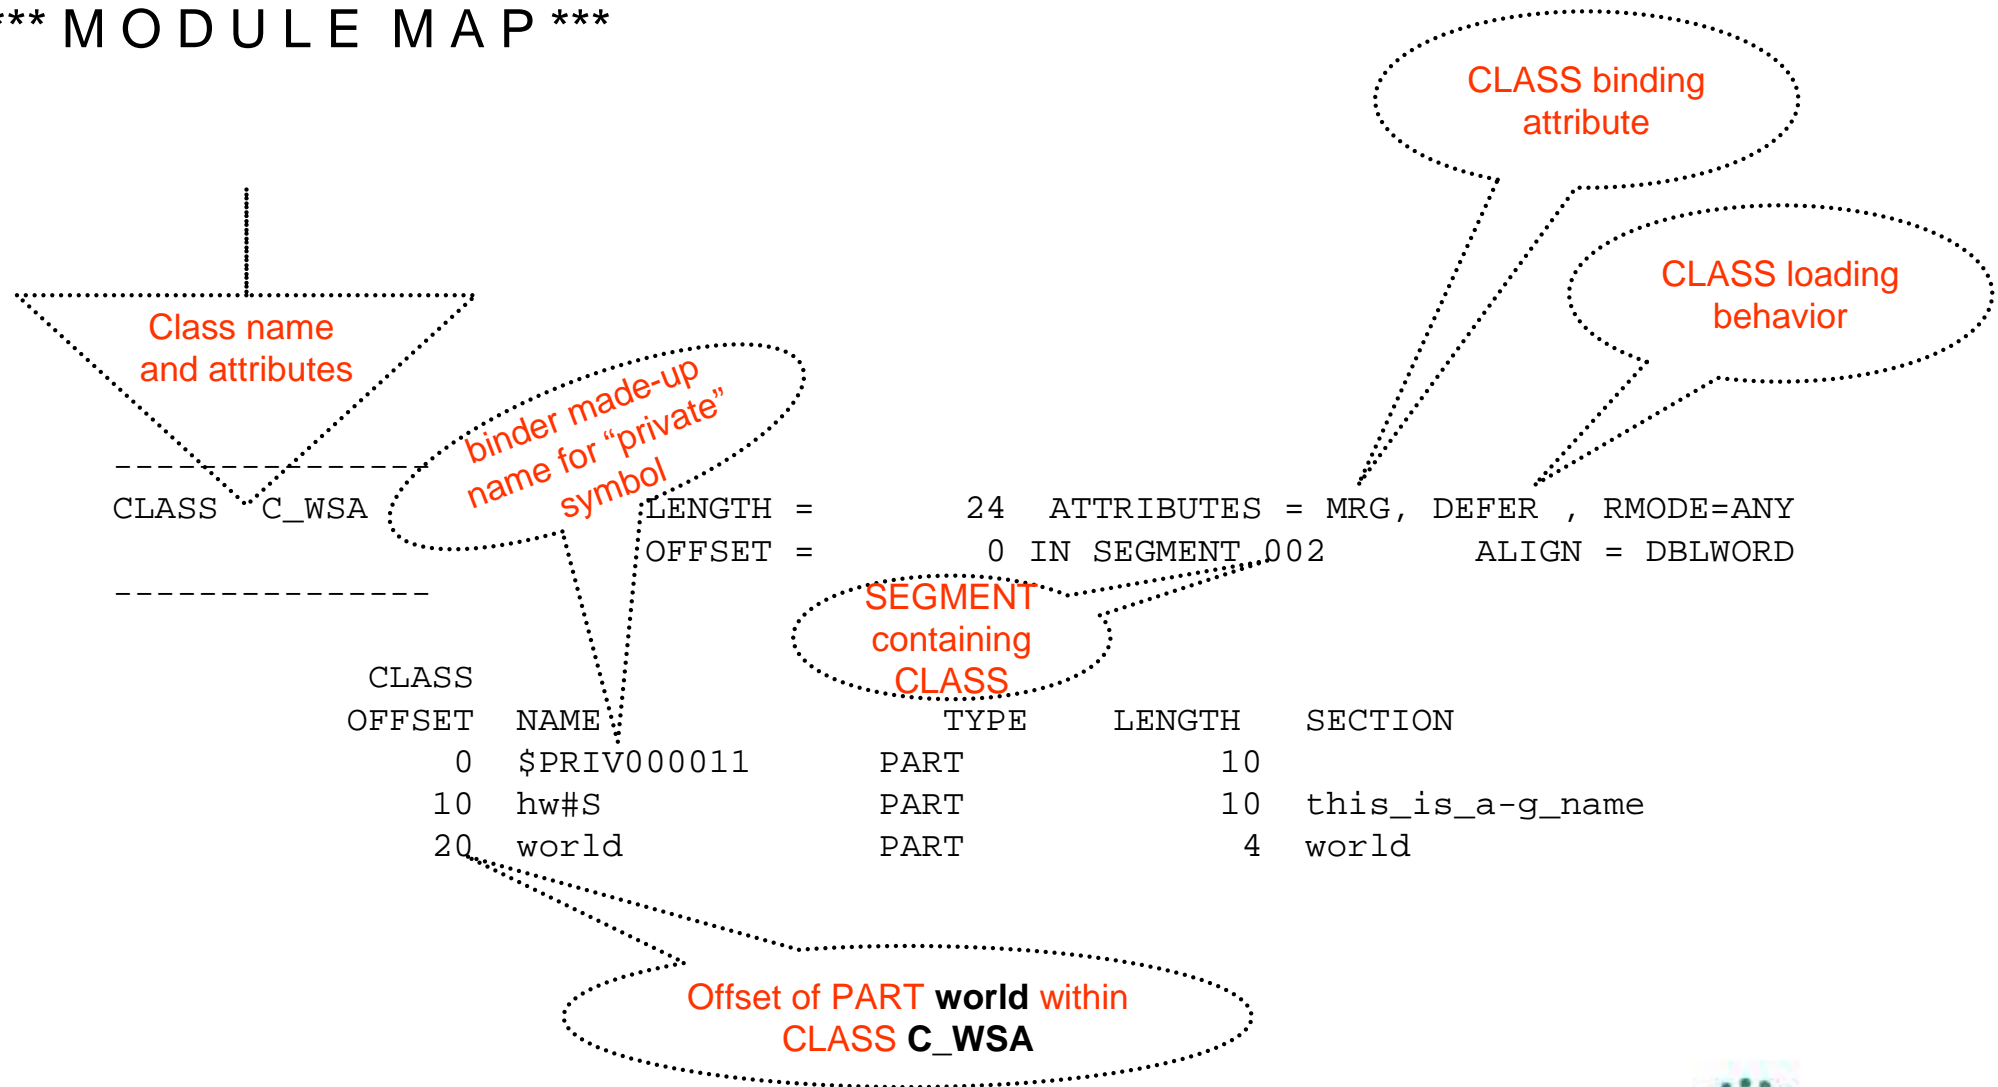 *** M O D U L E  M A P ***
CLASS binding
attribute
CLASS loading
behavior
Class name
and attributes
binder made-up
name for “private”
symbol
---------------
CLASS  C_WSA             LENGTH =       24  ATTRIBUTES = MRG, DEFER , RMODE=ANY
OFFSET =        0 IN SEGMENT 002       ALIGN = DBLWORD
---------------
SEGMENT
containing
CLASS
CLASS
OFFSET  NAME                TYPE    LENGTH   SECTION
0  $PRIV000011      PART            10
10  hw#S             PART            10  this_is_a-g_name
20  world            PART             4  world
Offset of PART world within
CLASS C_WSA